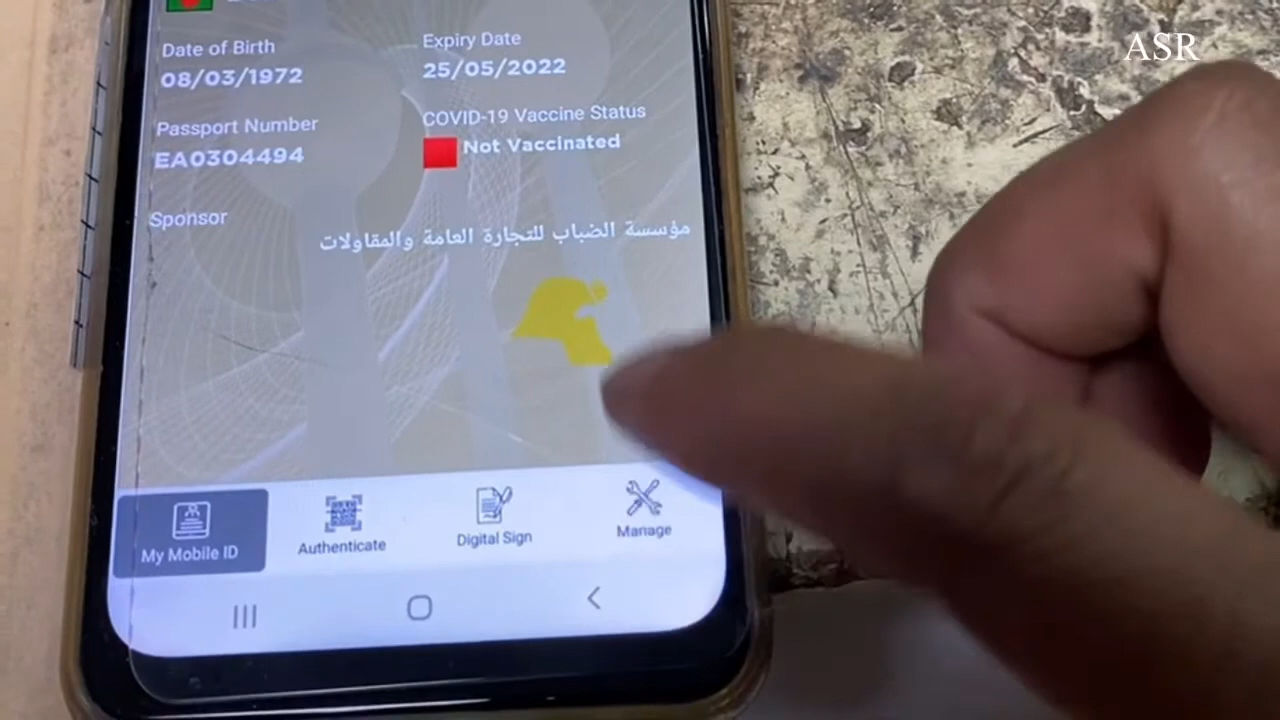 ASR
Date of Birth
08/03/1972
Expiry Date
25/05/2022
Passport Number
EA0304494
COVID-19 Vaccine Status
Not Vaccinated
Sponsor
مؤسسة الضباب للتجارة العامة والمقاولات
My Mobile ID
Authenticate
Digital Sign
Manage